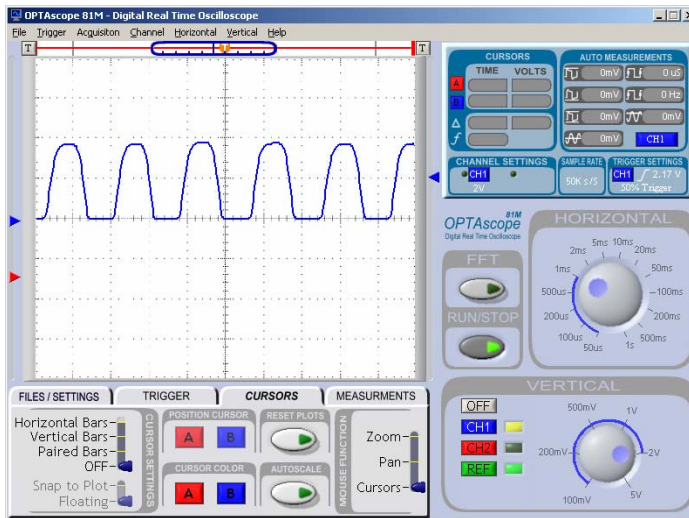 OPTAscope 81M - Digital Real Time Oscilloscope
File Trigger Acquisiton Channel Horizontal Vertical Help
T T T
CURSORS
TIME VOLTS
A
B
Δ
f
AUTO MEASUREMENTS
0mV 0 uS
0mV 0 Hz
0mV 0mV
0mV CH1
CHANNEL SETTINGS
CH1
2V
SAMPLE RATE
50K s/S
TRIGGER SETTINGS
CH1 2.17 V
50% Trigger
81M
OPTAscope
Digital Real Time Oscilloscope
FFT
RUN/STOP
HORIZONTAL
5ms 10ms
2ms 20ms
1ms 50ms
500us 100ms
200us 200ms
100us 500ms
50us 1s
FILES / SETTINGS TRIGGER CURSORS MEASURMENTS
Horizontal Bars
Vertical Bars
Paired Bars
OFF
Snap to Plot
Floating
CURSOR SETTINGS
POSITION CURSOR
A B
CURSOR COLOR
A B
RESET PLOTS
AUTOSCALE
MOUSE FUNCTION
Zoom
Pan
Cursors
VERTICAL
OFF
CH1
CH2
REF
500mV 1V
200mV 2V
100mV 5V